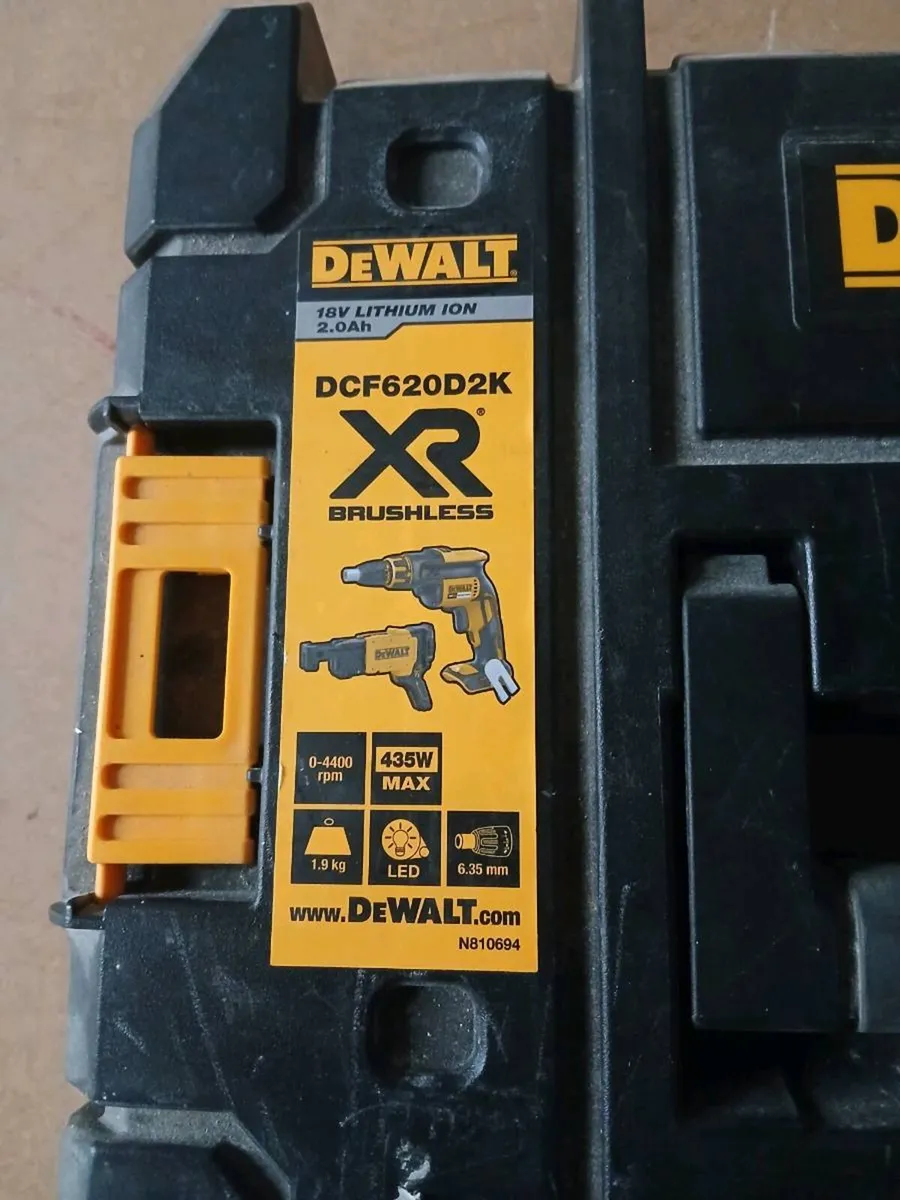 DEWALT®
18V LITHIUM ION
2.0Ah
DCF620D2K
XR®
BRUSHLESS
DEWALT
DEWALT
0-4400
rpm
435W
MAX
1.9 kg
LED
6.35 mm
www.DEWALT.com
N810694
D